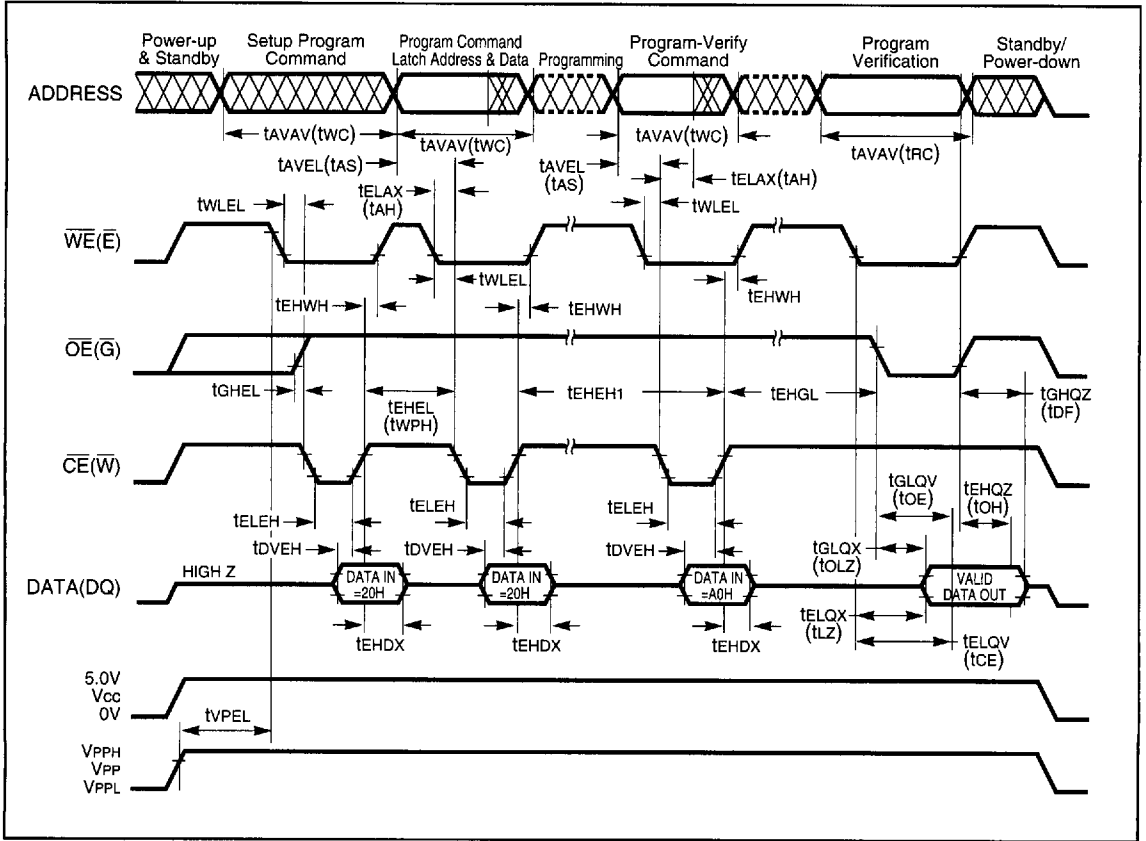 Power-up
& Standby
Setup Program
Command
Program Command
Latch Address & Data
Programming
Program-Verify
Command
Program
Verification
Standby/
Power-down
ADDRESS
tAVAV(tWC)
tAVAV(tWC)
tAVAV(tWC)
tAVAV(tRC)
tAVEL(tAS)
tAVEL
(tAS)
tELAX(tAH)
tELAX
(tAH)
tWLEL
tWLEL
WE(E)
tWLEL
tEHWH
tEHWH
tEHWH
OE(G)
tGHEL
tEHEL
(tWPH)
tEHEH1
tEHGL
tGHQZ
(tDF)
CE(W)
tELEH
tELEH
tELEH
tGLQV
(tOE)
tEHQZ
(tOH)
tDVEH
tDVEH
tDVEH
tGLQX
(tOLZ)
DATA(DQ)
HIGH Z
DATA IN
=20H
DATA IN
=20H
DATA IN
=A0H
VALID
DATA OUT
tEHDX
tEHDX
tEHDX
tELQX
(tLZ)
tELQV
(tCE)
5.0V
Vcc
0V
tVPEL
VPPH
VPP
VPPL